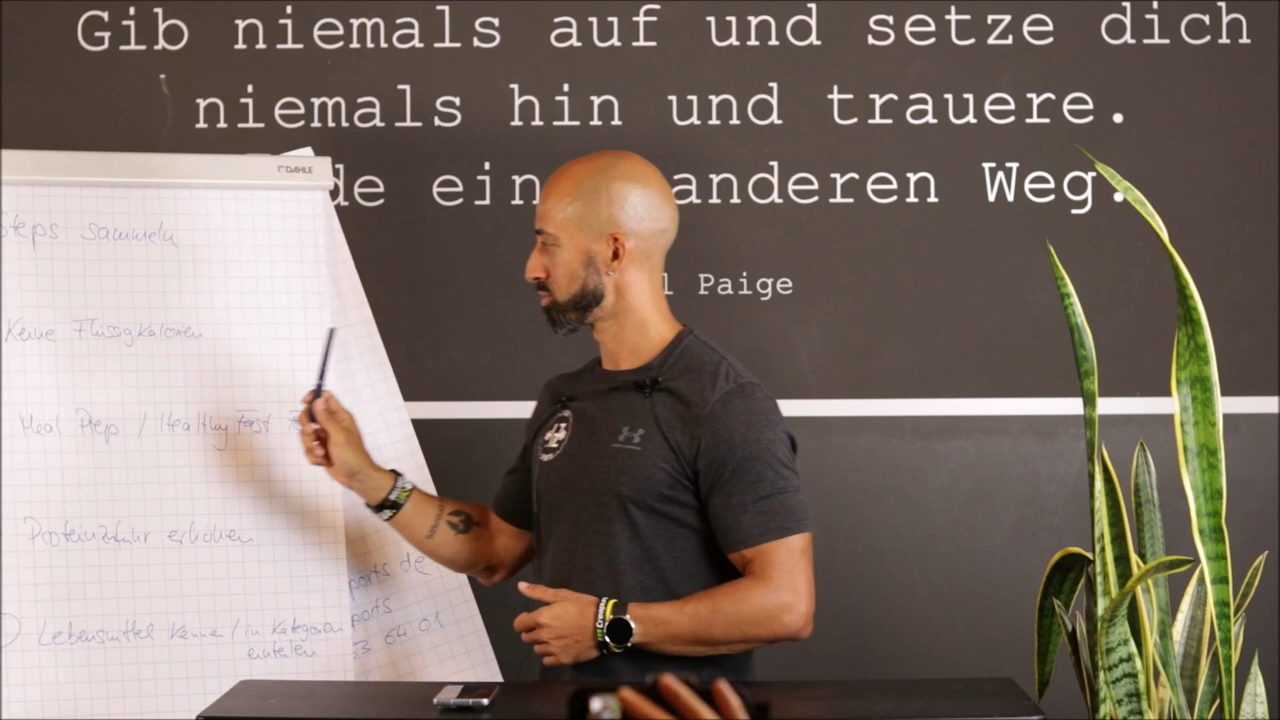 Gib niemals auf und setze dich
niemals hin und trauere.
de ein anderen Weg.
l Paige
DAHLE
Steps sammeln
Keine Flüssigkalorien
Meal Prep / Healthy Fast
Proteinzufuhr erhöhen
Lebensmittel kennen / in Kategorien
einteilen
ports de
ports
53 64 01